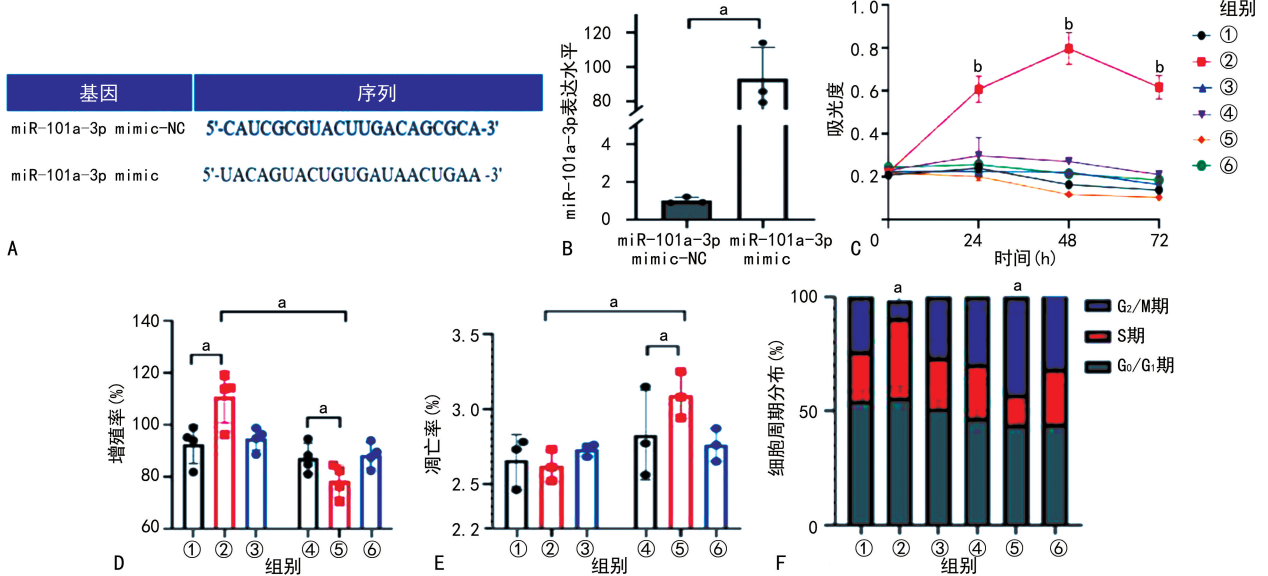 基因 序列
miR-101a-3p mimic-NC 5'-CAUCGCGUACUUGACAGCGCA-3'
miR-101a-3p mimic 5'-UACAGUACUGUGAUAACUGAA -3'
A
a
miR-101a-3p表达水平
120
100
80
4
2
0
miR-101a-3p
mimic-NC
miR-101a-3p
mimic
B
吸光度
1.0
0.8
0.6
0.4
0.2
b
b
b
0 24 48 72
时间(h)
C
组别
①
②
③
④
⑤
⑥
增殖率(%)
140
120
100
80
60
a
a
a
① ② ③ ④ ⑤ ⑥
组别
D
凋亡率(%)
3.5
3.0
2.5
2.2
a
a
① ② ③ ④ ⑤ ⑥
组别
E
细胞周期分布(%)
100
50
0
a a
① ② ③ ④ ⑤ ⑥
组别
F
G₂/M期
S期
G₀/G₁期